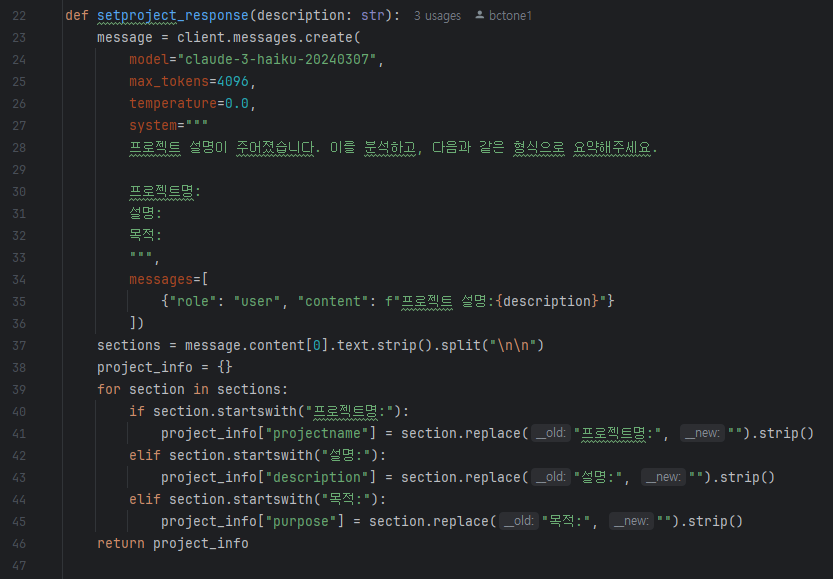 22 def setproject_response(description: str): 3 usages bctone1
23 message = client.messages.create(
24 model="claude-3-haiku-20240307",
25 max_tokens=4096,
26 temperature=0.0,
27 system="""
28 프로젝트 설명이 주어졌습니다. 이를 분석하고, 다음과 같은 형식으로 요약해주세요.
29
30 프로젝트명:
31 설명:
32 목적:
33 """,
34 messages=[
35 {"role": "user", "content": f"프로젝트 설명:{description}"}
36 ])
37 sections = message.content[0].text.strip().split("\n\n")
38 project_info = {}
39 for section in sections:
40 if section.startswith("프로젝트명:"):
41 project_info["projectname"] = section.replace( __old: "프로젝트명:", __new: "").strip()
42 elif section.startswith("설명:"):
43 project_info["description"] = section.replace( __old: "설명:", __new: "").strip()
44 elif section.startswith("목적:"):
45 project_info["purpose"] = section.replace( __old: "목적:", __new: "").strip()
46 return project_info
47